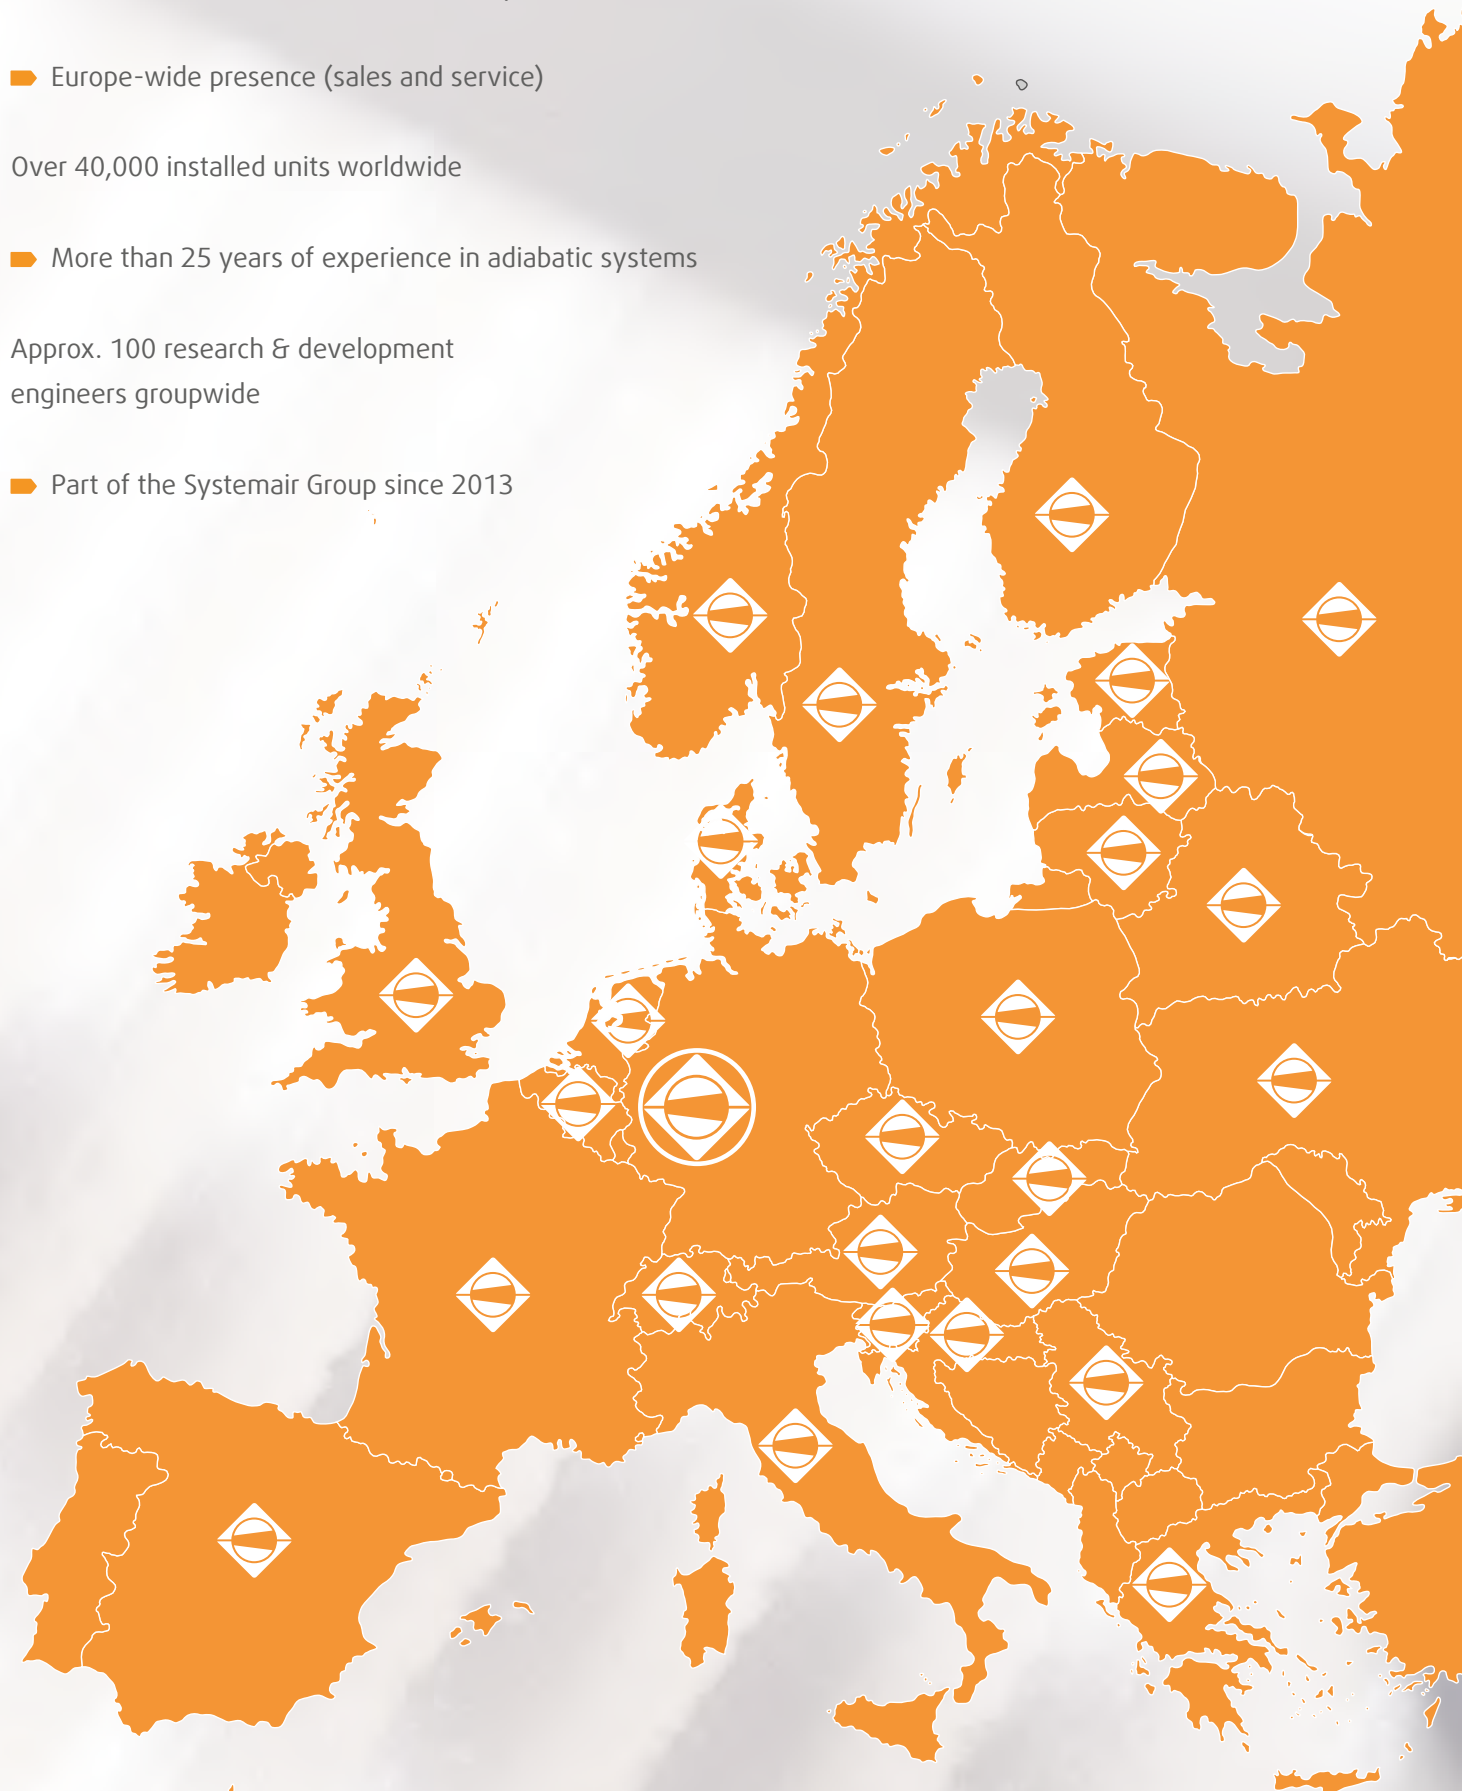 Europe-wide presence (sales and service)
Over 40,000 installed units worldwide
More than 25 years of experience in adiabatic systems
Approx. 100 research & development
engineers groupwide
Part of the Systemair Group since 2013